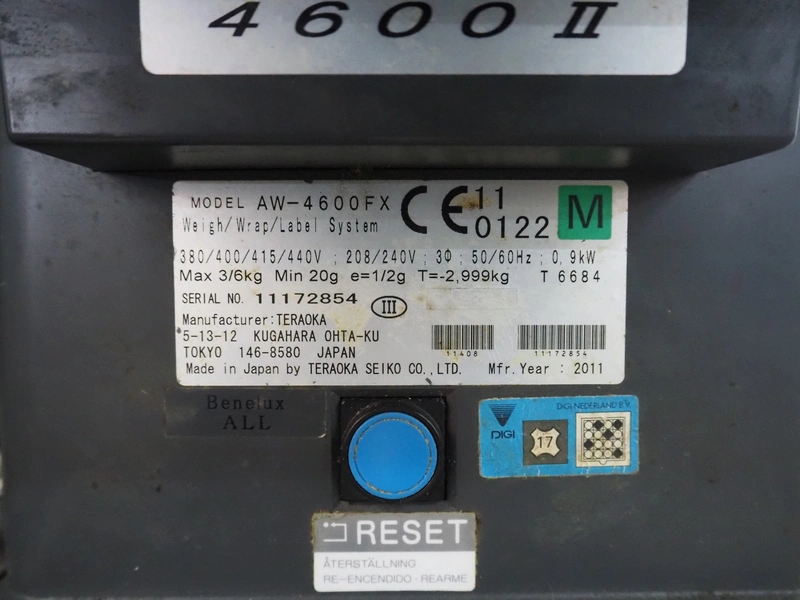 4600 II
MODEL AW-4600FX
Weigh/Wrap/Label System
CE 11
0122
M
380/400/415/440V ; 208/240V ; 3Φ ; 50/60Hz ; 0,9kW
Max 3/6kg Min 20g e=1/2g T=-2,999kg T 6684
SERIAL NO. 11172854
III
Manufacturer:TERAOKA
5-13-12 KUGAHARA OHTA-KU
TOKYO 146-8580 JAPAN
11408
11172854
Made in Japan by TERAOKA SEIKO CO.,LTD. Mfr.Year : 2011
Benelux
ALL
DIGI NEDERLAND B.V.
DIGI
17
RESET
ÅTERSTÄLLNING
RE-ENCENDIDO · REARME